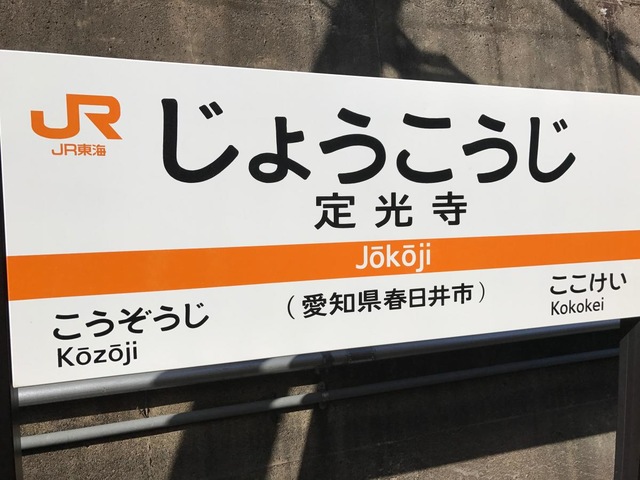 JR
JR東海
じょうこうじ
定光寺
Jōkōji
(愛知県春日井市)
こうぞうじ
Kōzōji
ここけい
Kokokei